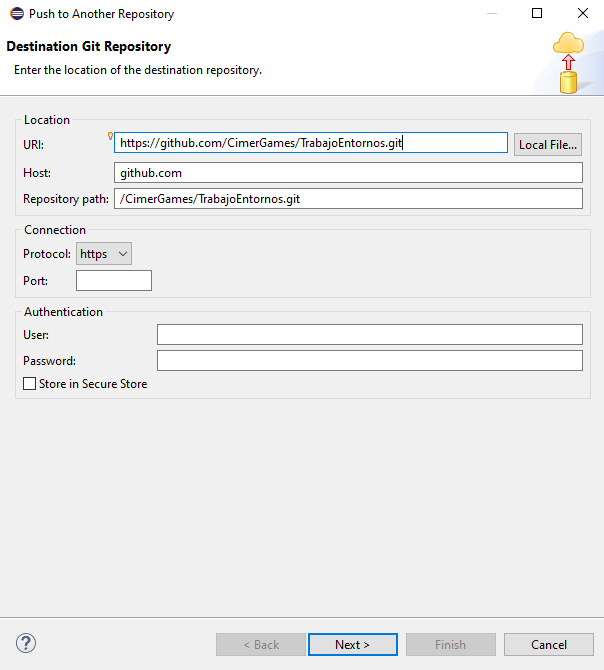 Push to Another Repository
Destination Git Repository
Enter the location of the destination repository.
Location
URI: https://github.com/CimerGames/TrabajoEntornos.git Local File...
Host: github.com
Repository path: /CimerGames/TrabajoEntornos.git
Connection
Protocol: https
Port:
Authentication
User:
Password:
Store in Secure Store
? < Back Next > Finish Cancel